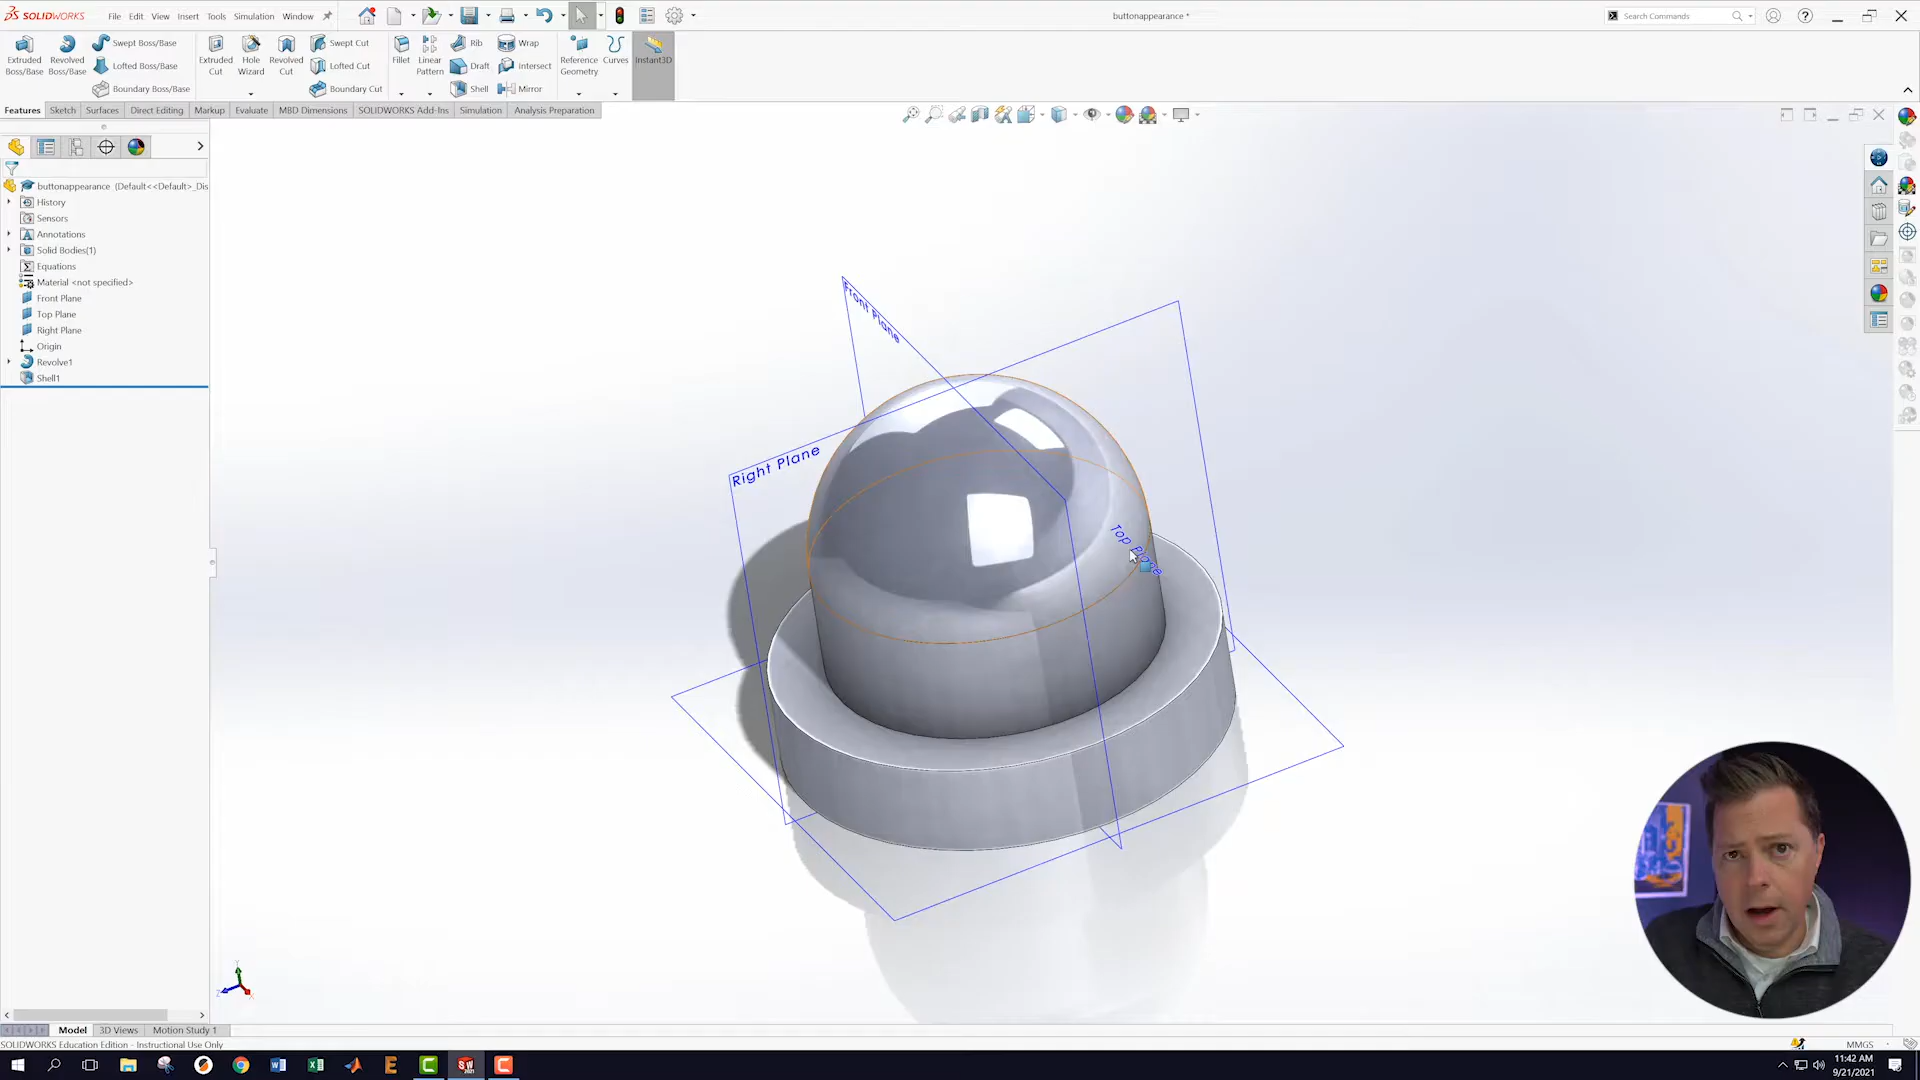 SOLIDWORKS File Edit View Insert Tools Simulation Window
buttonappearance *
Search Commands
Extruded Boss/Base
Revolved Boss/Base
Swept Boss/Base
Lofted Boss/Base
Boundary Boss/Base
Extruded Cut
Hole Wizard
Revolved Cut
Swept Cut
Lofted Cut
Boundary Cut
Fillet
Linear Pattern
Rib
Draft
Shell
Wrap
Intersect
Mirror
Reference Geometry
Curves
Instant3D
Features Sketch Surfaces Direct Editing Markup Evaluate MBD Dimensions SOLIDWORKS Add-Ins Simulation Analysis Preparation
buttonappearance (Default<<Default>_Dis
History
Sensors
Annotations
Solid Bodies(1)
Equations
Material <not specified>
Front Plane
Top Plane
Right Plane
Origin
Revolve1
Shell1
Front Plane
Right Plane
Top Plane
Model 3D Views Motion Study 1
SOLIDWORKS Education Edition - Instructional Use Only
MMGS
11:42 AM
9/21/2021